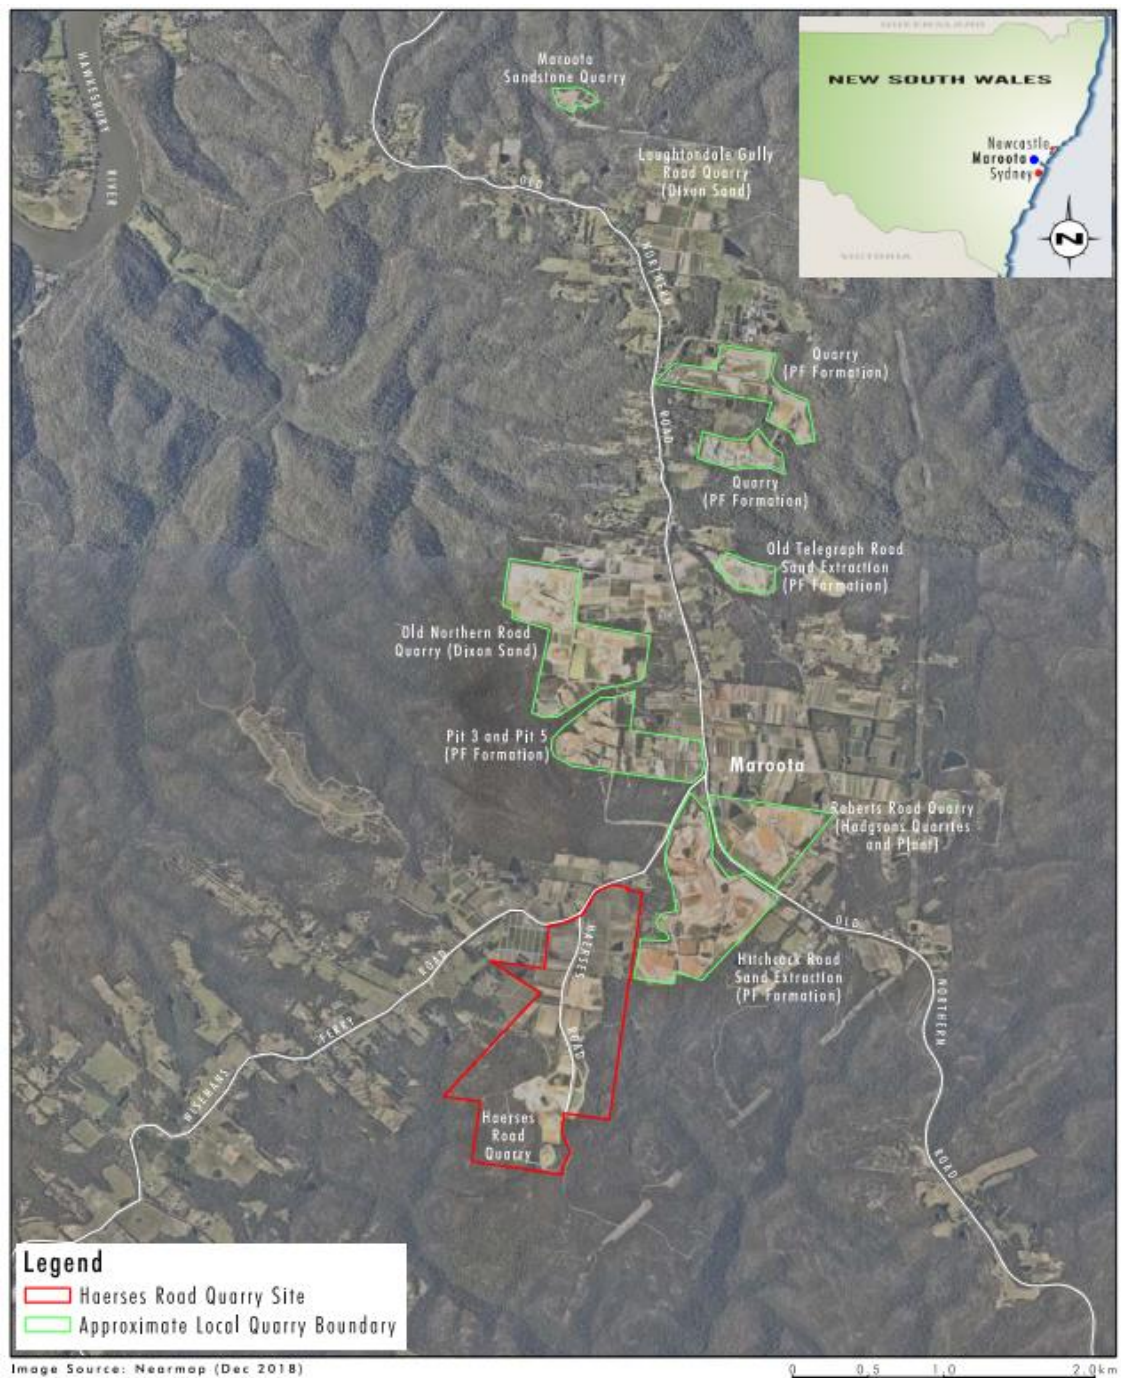 QUEENSLAND
NEW SOUTH WALES
Newcastle
Maroota
Sydney
VICTORIA
N
HAWKESBURY
RIVER
Maroota
Sandstone Quarry
Laughtondale Gully
Road Quarry
(Dixon Sand)
OLD
NORTHERN
ROAD
Quarry
(PF Formation)
Quarry
(PF Formation)
Old Telegraph Road
Sand Extraction
(PF Formation)
Old Northern Road
Quarry (Dixon Sand)
Pit 3 and Pit 5
(PF Formation)
Maroota
Roberts Road Quarry
(Hodgsons Quarries
and Plant)
OLD
NORTHERN
ROAD
Hitchcock Road
Sand Extraction
(PF Formation)
HAERSES
ROAD
WISEMANS
FERRY
ROAD
Haerses
Road
Quarry
Legend
Haerses Road Quarry Site
Approximate Local Quarry Boundary
Image Source: Nearmap (Dec 2018)
0 0.5 1.0 2.0km